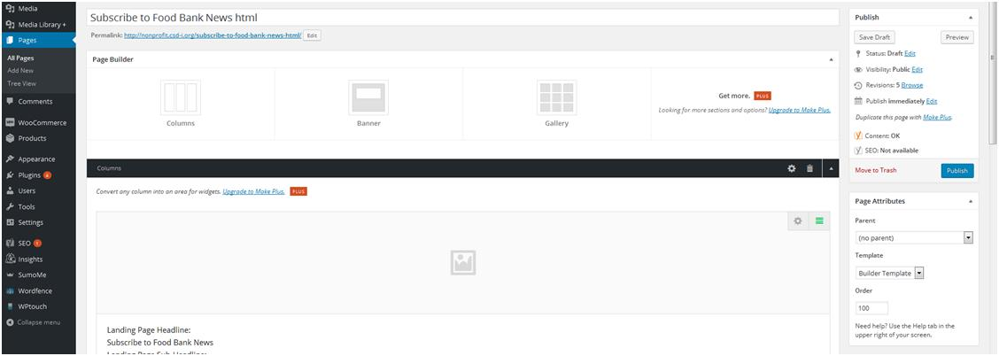 Media
Media Library +
Pages
All Pages
Add New
Tree View
Comments
WooCommerce
Products
Appearance
Plugins
Users
Tools
Settings
SEO 1
Insights
SumoMe
Wordfence
WPtouch
Collapse menu
Subscribe to Food Bank News html
Permalink: http://nonprofit.csd-i.org/subscribe-to-food-bank-news-html/ Edit
Page Builder
Columns
Banner
Gallery
Get more. PLUS
Looking for more sections and options? Upgrade to Make Plus.
Columns
Convert any column into an area for widgets. Upgrade to Make Plus. PLUS
Landing Page Headline:
Subscribe to Food Bank News
Landing Page Sub-Headline:
Publish
Save Draft Preview
Status: Draft Edit
Visibility: Public Edit
Revisions: 5 Browse
Publish immediately Edit
Duplicate this page with Make Plus.
Content: OK
SEO: Not available
Move to Trash Publish
Page Attributes
Parent
(no parent)
Template
Builder Template
Order
100
Need help? Use the Help tab in the
upper right of your screen.